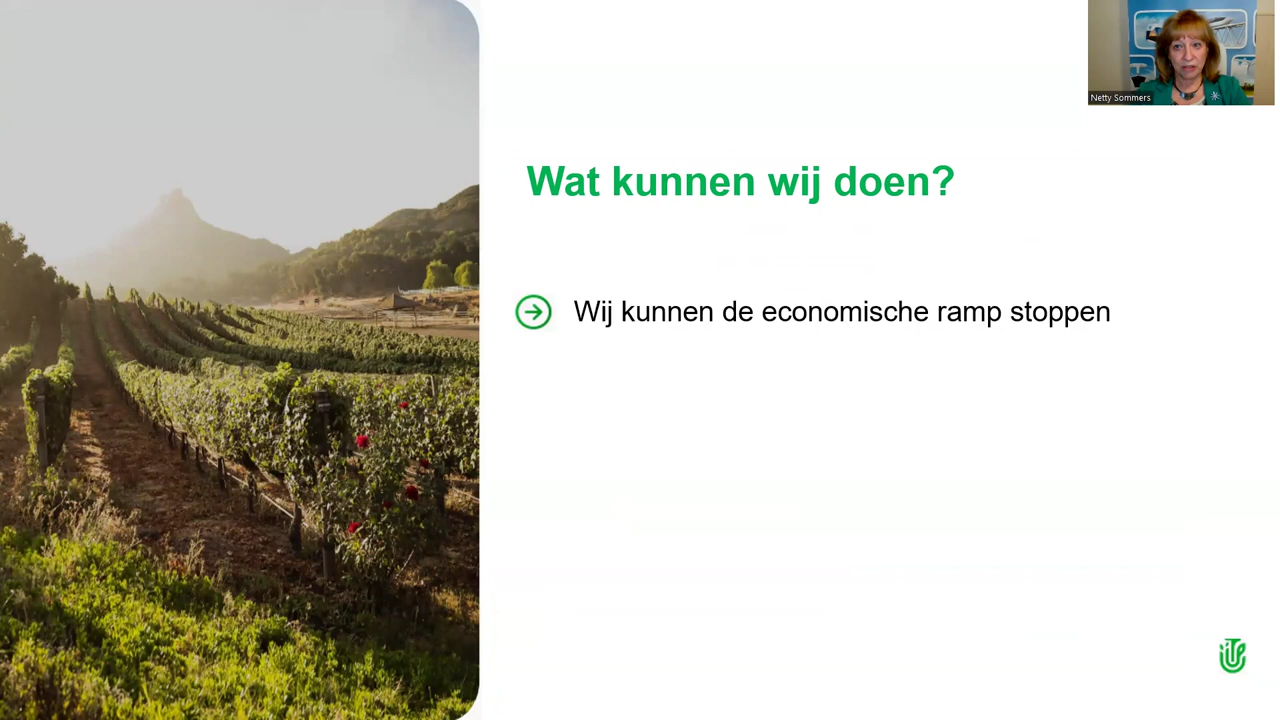 Netty Sommers
Wat kunnen wij doen?
Wij kunnen de economische ramp stoppen